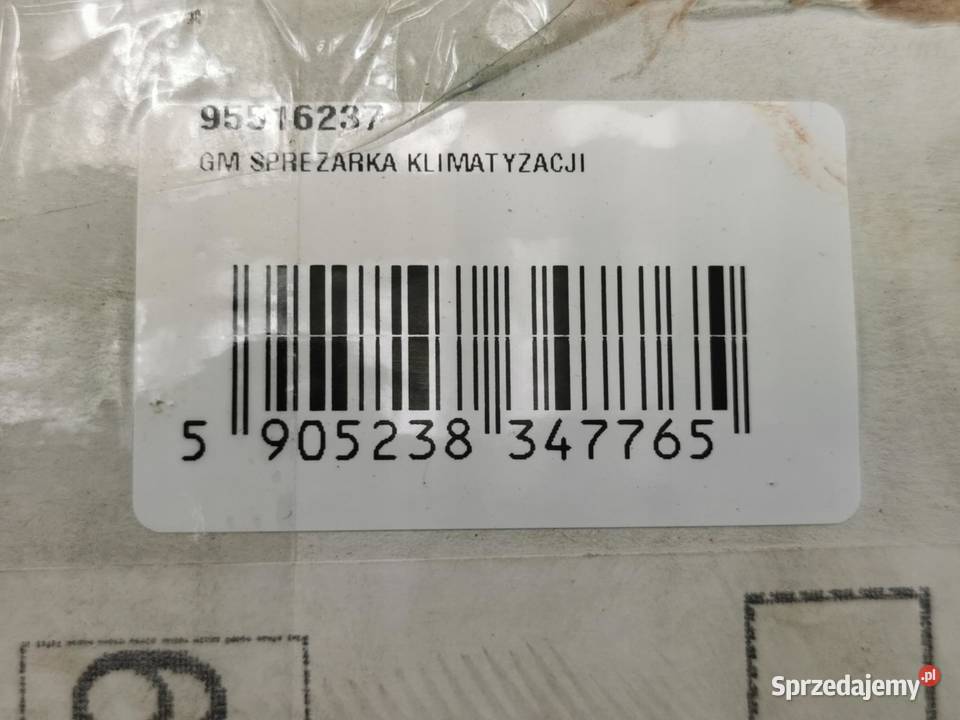 95516237
GM SPREZARKA KLIMATYZACJI
5 905238 347765
Sprzedajemy.pl